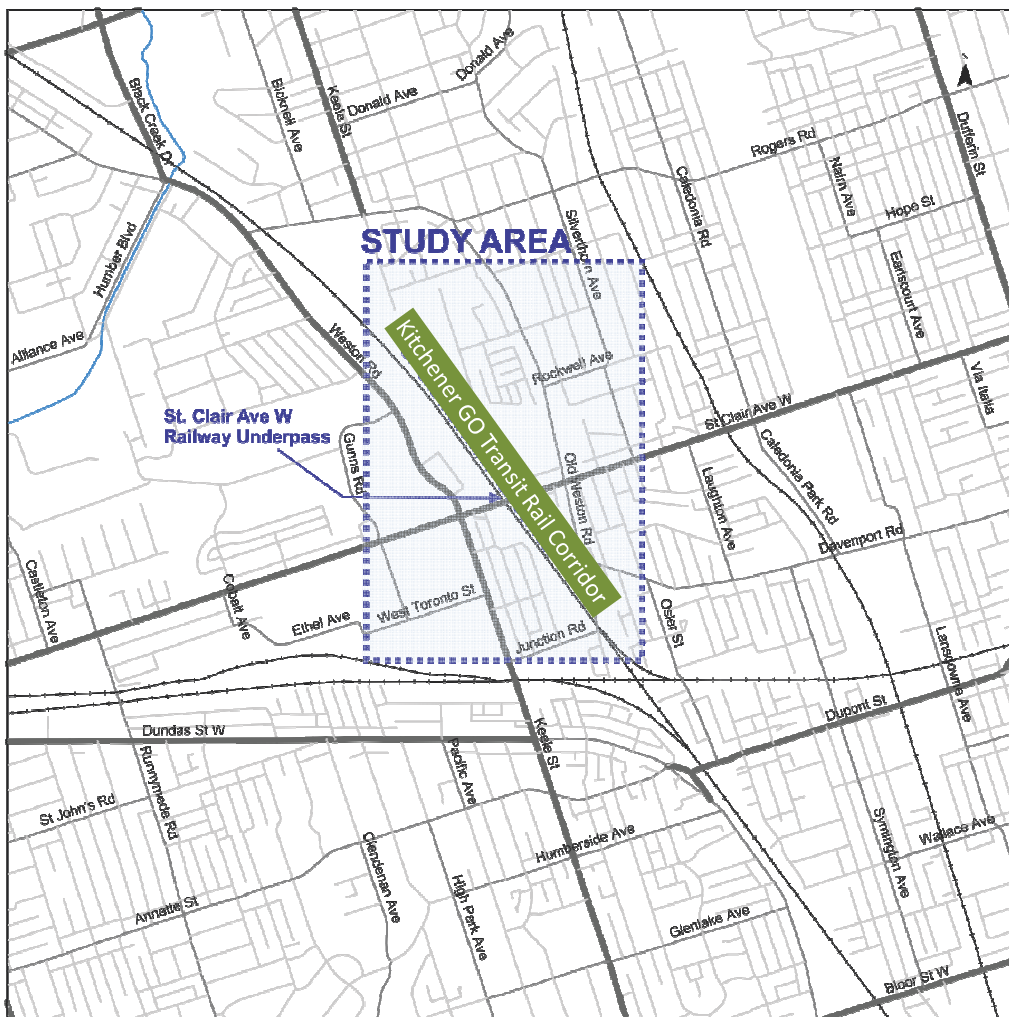 Donald Ave
Black Creek Dr
Bicknell Ave
Keele St
Donald Ave
Dufferin St
Rogers Rd
Nairn Ave
Caledonia Rd
Hope St
Silverthorn Ave
STUDY AREA
Humber Blvd
Earlscourt Ave
Alliance Ave
Weston Rd
Kitchener GO Transit Rail Corridor
Rockwell Ave
Via Italia
St. Clair Ave W
Railway Underpass
St Clair Ave W
Gunns Rd
Old Weston Rd
Laughton Ave
Caledonia Park Rd
Davenport Rd
Castleton Ave
Cobalt Ave
Ethel Ave
West Toronto St
Junction Rd
Osler St
Lansdowne Ave
Dupont St
Dundas St W
Keele St
Runnymede Rd
Pacific Ave
St John's Rd
Clendenan Ave
Humberside Ave
Symington Ave
Wallace Ave
Annette St
High Park Ave
Glenlake Ave
Bloor St W